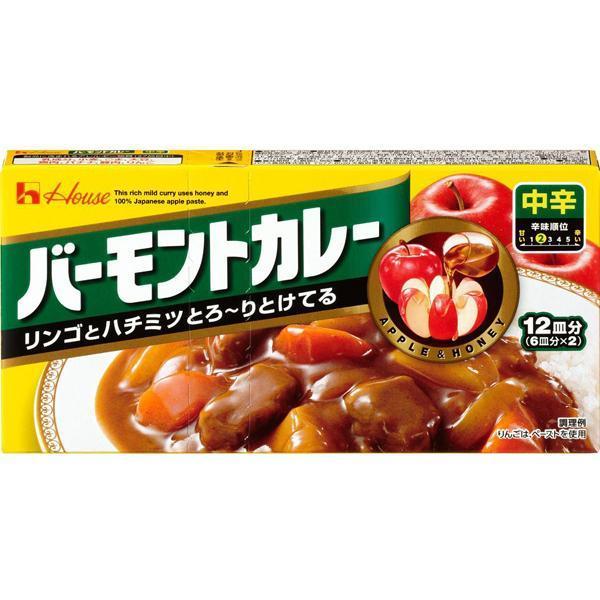 House
This rich mild curry uses honey and
100% Japanese apple paste.
バーモントカレー
リンゴとハチミツとろ〜りとけてる
中辛
辛味順位
甘い 1 2 3 4 5 辛い
APPLE & HONEY
12皿分
(6皿分×2)
調理例
りんごは、ペーストを使用